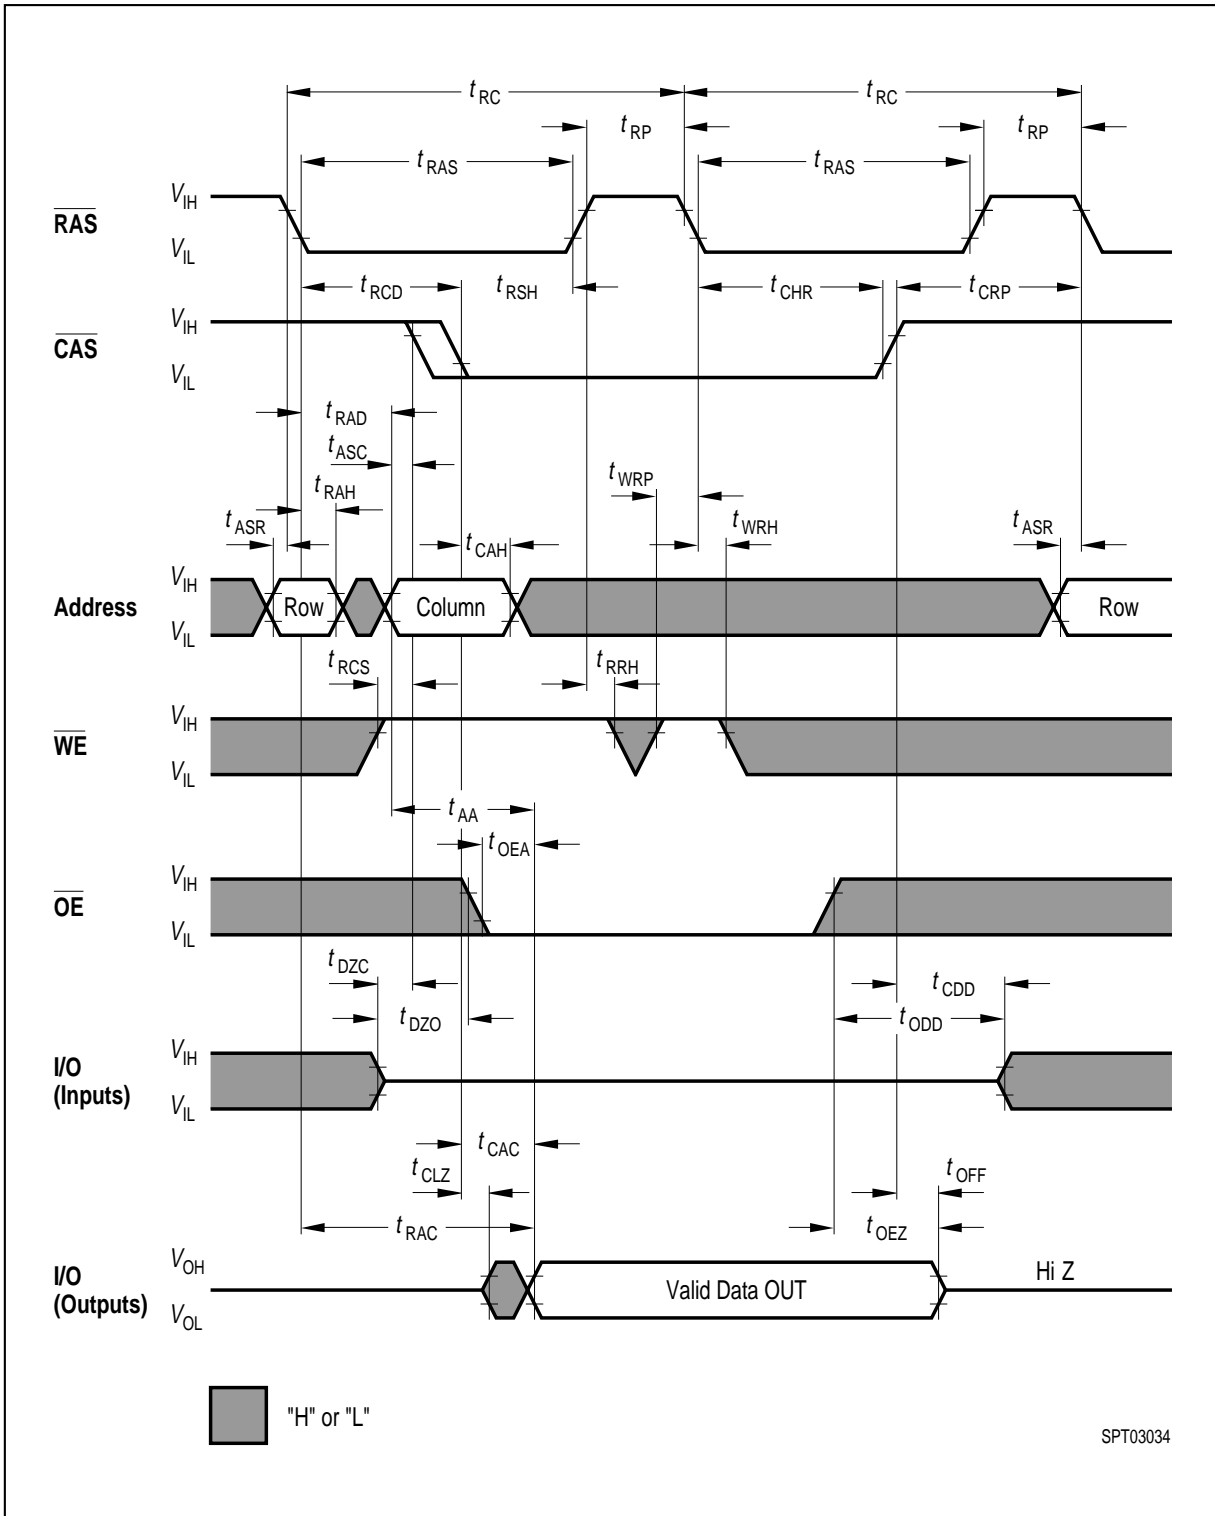 tRC tRC
tRP tRP
tRAS tRAS
VIH
RAS
VIL
tRCD tRSH tCHR tCRP
VIH
CAS
VIL
tRAD
tASC
tWRP
tRAH
tASR tWRH tASR
tCAH
VIH
Address Row Column Row
VIL
tRCS tRRH
VIH
WE
VIL
tAA
tOEA
VIH
OE
VIL
tDZC
tCDD
tDZO tODD
VIH
I/O
(Inputs)
VIL
tCAC
tCLZ tOFF
tRAC tOEZ
VOH
I/O Valid Data OUT Hi Z
(Outputs)
VOL
"H" or "L"
SPT03034